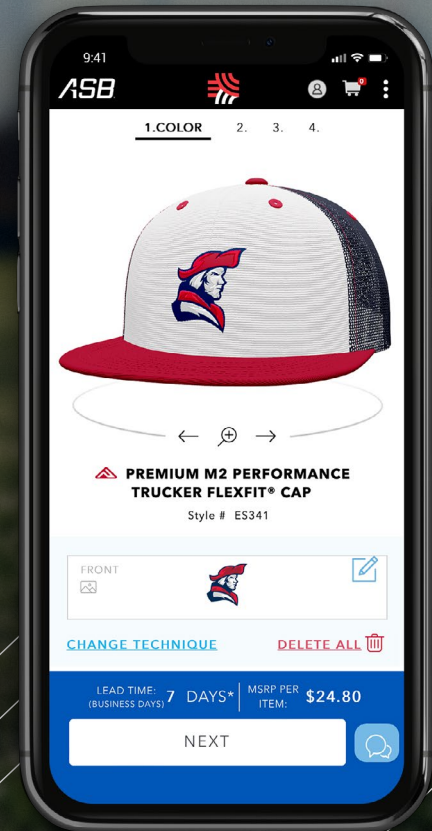 9:41
ASB
0
1.COLOR 2. 3. 4.
PREMIUM M2 PERFORMANCE
TRUCKER FLEXFIT® CAP
Style # ES341
FRONT
CHANGE TECHNIQUE DELETE ALL
LEAD TIME: (BUSINESS DAYS) 7 DAYS* MSRP PER ITEM: $24.80
NEXT